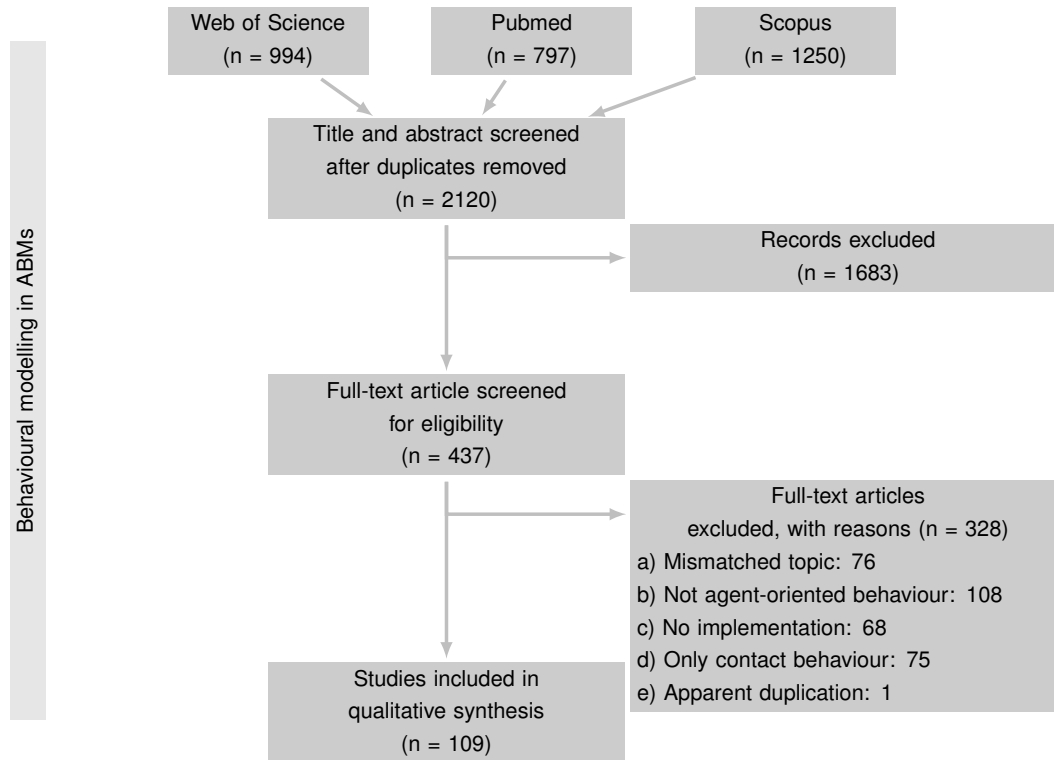 Web of Science
(n = 994)
Pubmed
(n = 797)
Scopus
(n = 1250)
Behavioural modelling in ABMs
Title and abstract screened
after duplicates removed
(n = 2120)
Records excluded
(n = 1683)
Full-text article screened
for eligibility
(n = 437)
Full-text articles
excluded, with reasons (n = 328)
a) Mismatched topic: 76
b) Not agent-oriented behaviour: 108
c) No implementation: 68
d) Only contact behaviour: 75
e) Apparent duplication: 1
Studies included in
qualitative synthesis
(n = 109)